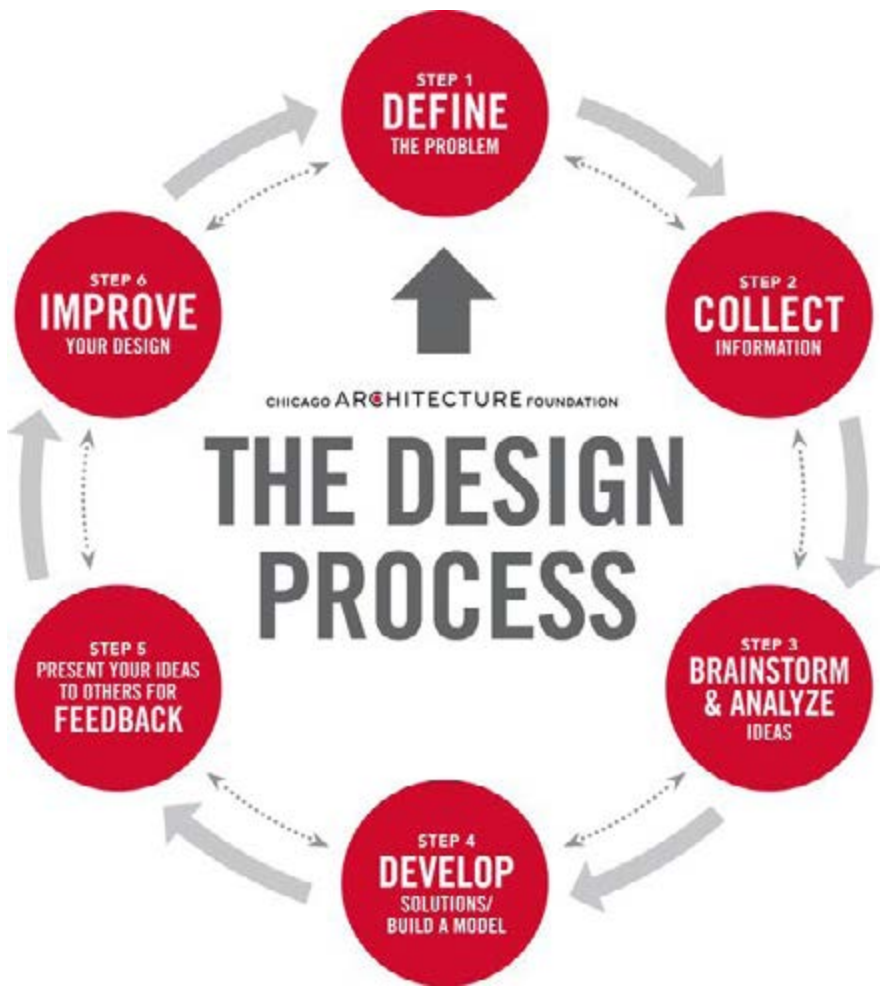 STEP 1
DEFINE
THE PROBLEM
STEP 2
COLLECT
INFORMATION
STEP 3
BRAINSTORM
& ANALYZE
IDEAS
STEP 4
DEVELOP
SOLUTIONS/
BUILD A MODEL
STEP 5
PRESENT YOUR IDEAS
TO OTHERS FOR
FEEDBACK
STEP 6
IMPROVE
YOUR DESIGN
CHICAGO ARCHITECTURE FOUNDATION
THE DESIGN
PROCESS